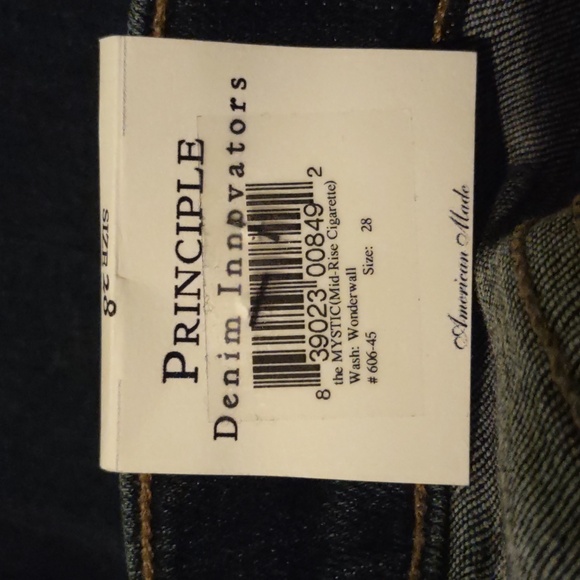 SIZE 28
PRINCIPLE
Denim Innovators
8 39023 00849 2
the MYSTIC(Mid-Rise Cigarette)
Wash: Wonderwall
# 606-45 Size: 28
American Made